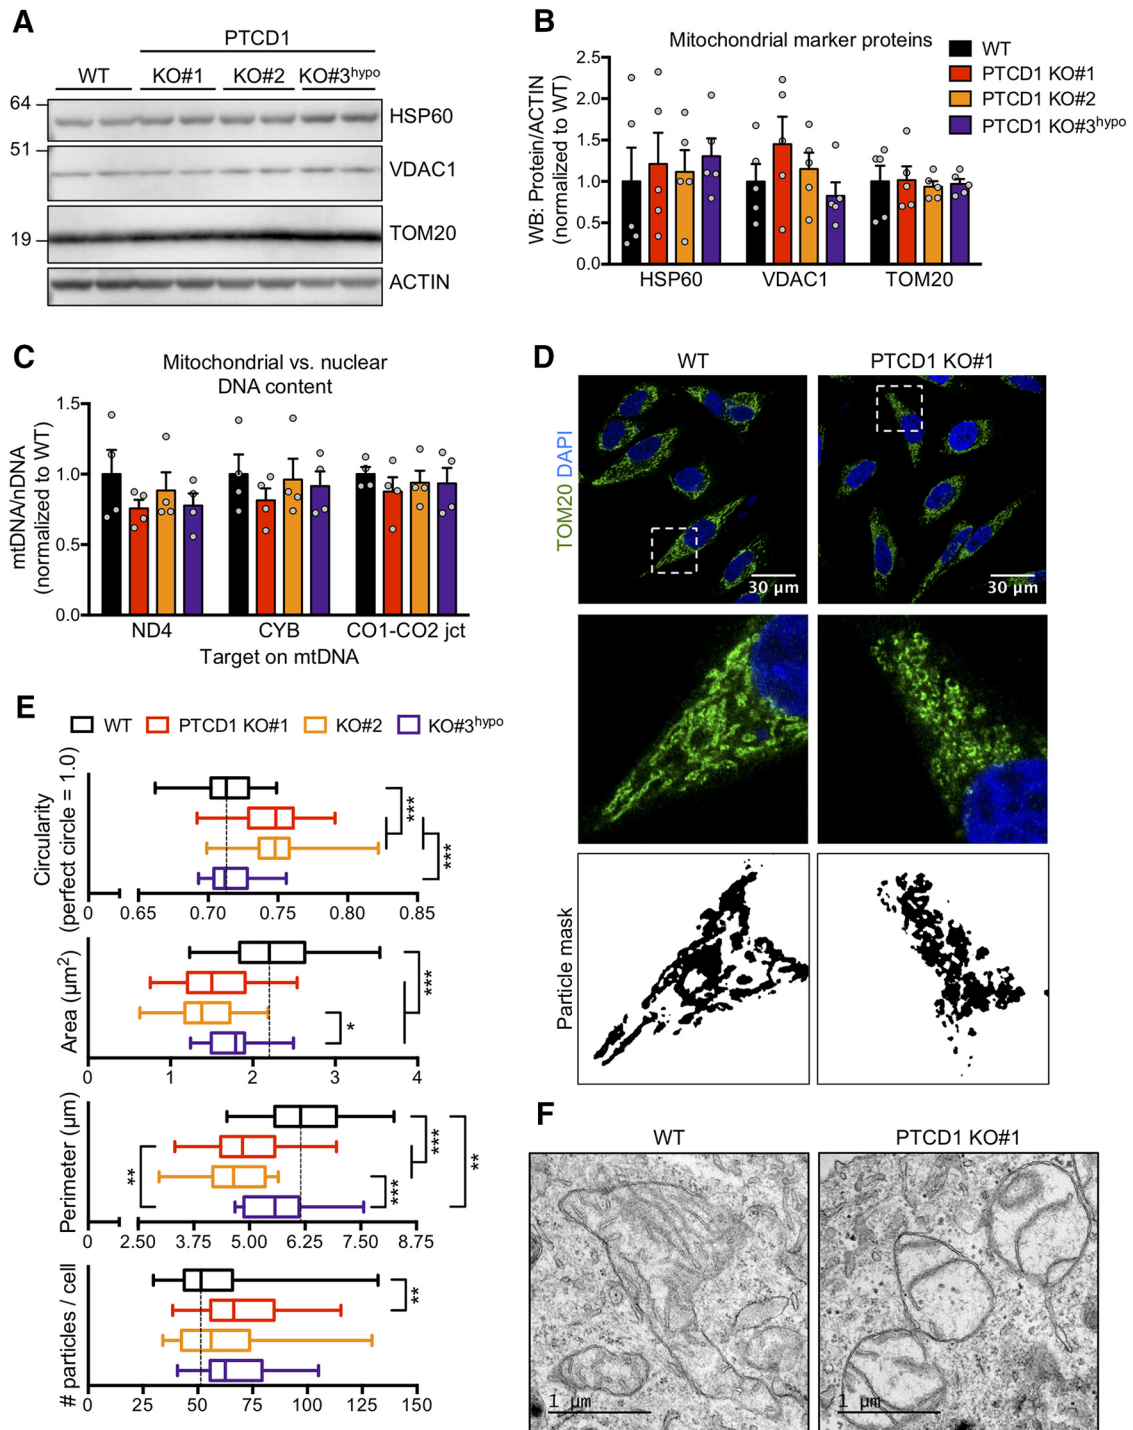 A
PTCD1
WT KO#1 KO#2 KO#3hypo
64
HSP60
51
VDAC1
19
TOM20
ACTIN
B
Mitochondrial marker proteins
WB: Protein/ACTIN
(normalized to WT)
2.5
2.0
1.5
1.0
0.5
0.0
HSP60 VDAC1 TOM20
WT
PTCD1 KO#1
PTCD1 KO#2
PTCD1 KO#3hypo
C
Mitochondrial vs. nuclear
DNA content
mtDNA/nDNA
(normalized to WT)
1.5
1.0
0.5
0.0
ND4 CYB CO1-CO2 jct
Target on mtDNA
D
WT PTCD1 KO#1
TOM20 DAPI
30 µm 30 µm
Particle mask
E
WT PTCD1 KO#1 KO#2 KO#3hypo
Circularity
(perfect circle = 1.0)
***
***
0 0.65 0.70 0.75 0.80 0.85
Area (µm2)
***
*
0 1 2 3 4
Perimeter (µm)
**
***
***
**
0 2.50 3.75 5.00 6.25 7.50 8.75
# particles / cell
**
0 25 50 75 100 125 150
F
WT PTCD1 KO#1
1 µm 1 µm